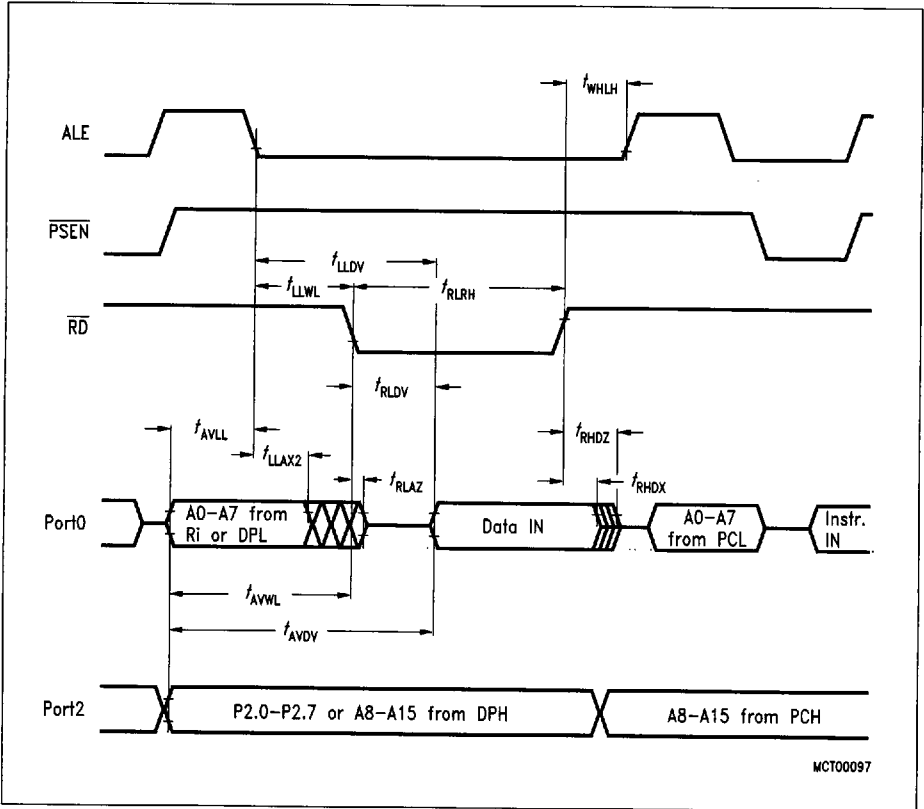 tWHLH
ALE
PSEN
tLLDV
tLLWL
tRLRH
RD
tRLDV
tAVLL
tRHDZ
tLLAX2
tRLAZ
tRHDX
Port0
A0–A7 from
Ri or DPL
Data IN
A0–A7
from PCL
Instr.
IN
tAVWL
tAVDV
Port2
P2.0–P2.7 or A8–A15 from DPH
A8–A15 from PCH
MCT00097